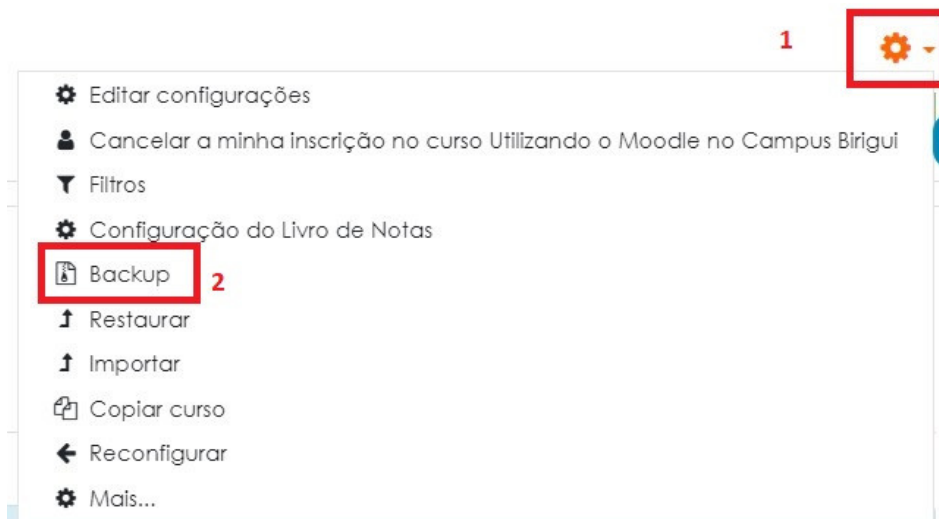 1
Editar configurações
Cancelar a minha inscrição no curso Utilizando o Moodle no Campus Birigui
Filtros
Configuração do Livro de Notas
Backup 2
Restaurar
Importar
Copiar curso
Reconfigurar
Mais...